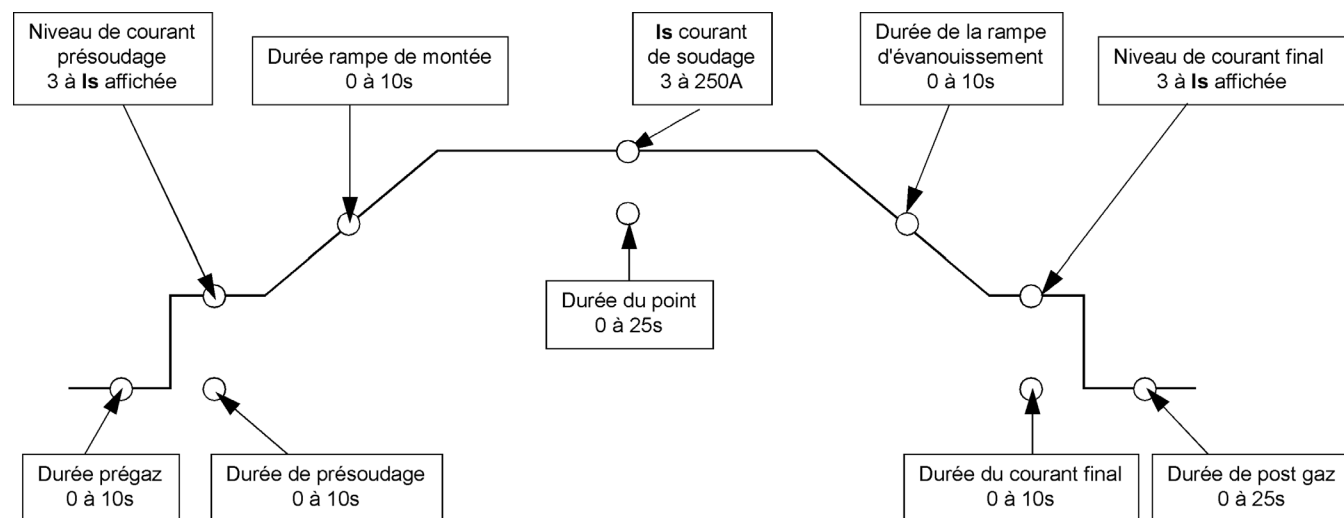 Niveau de courant
présoudage
3 à Is affichée
Durée rampe de montée
0 à 10s
Is courant
de soudage
3 à 250A
Durée de la rampe
d'évanouissement
0 à 10s
Niveau de courant final
3 à Is affichée
Durée du point
0 à 25s
Durée prégaz
0 à 10s
Durée de présoudage
0 à 10s
Durée du courant final
0 à 10s
Durée de post gaz
0 à 25s